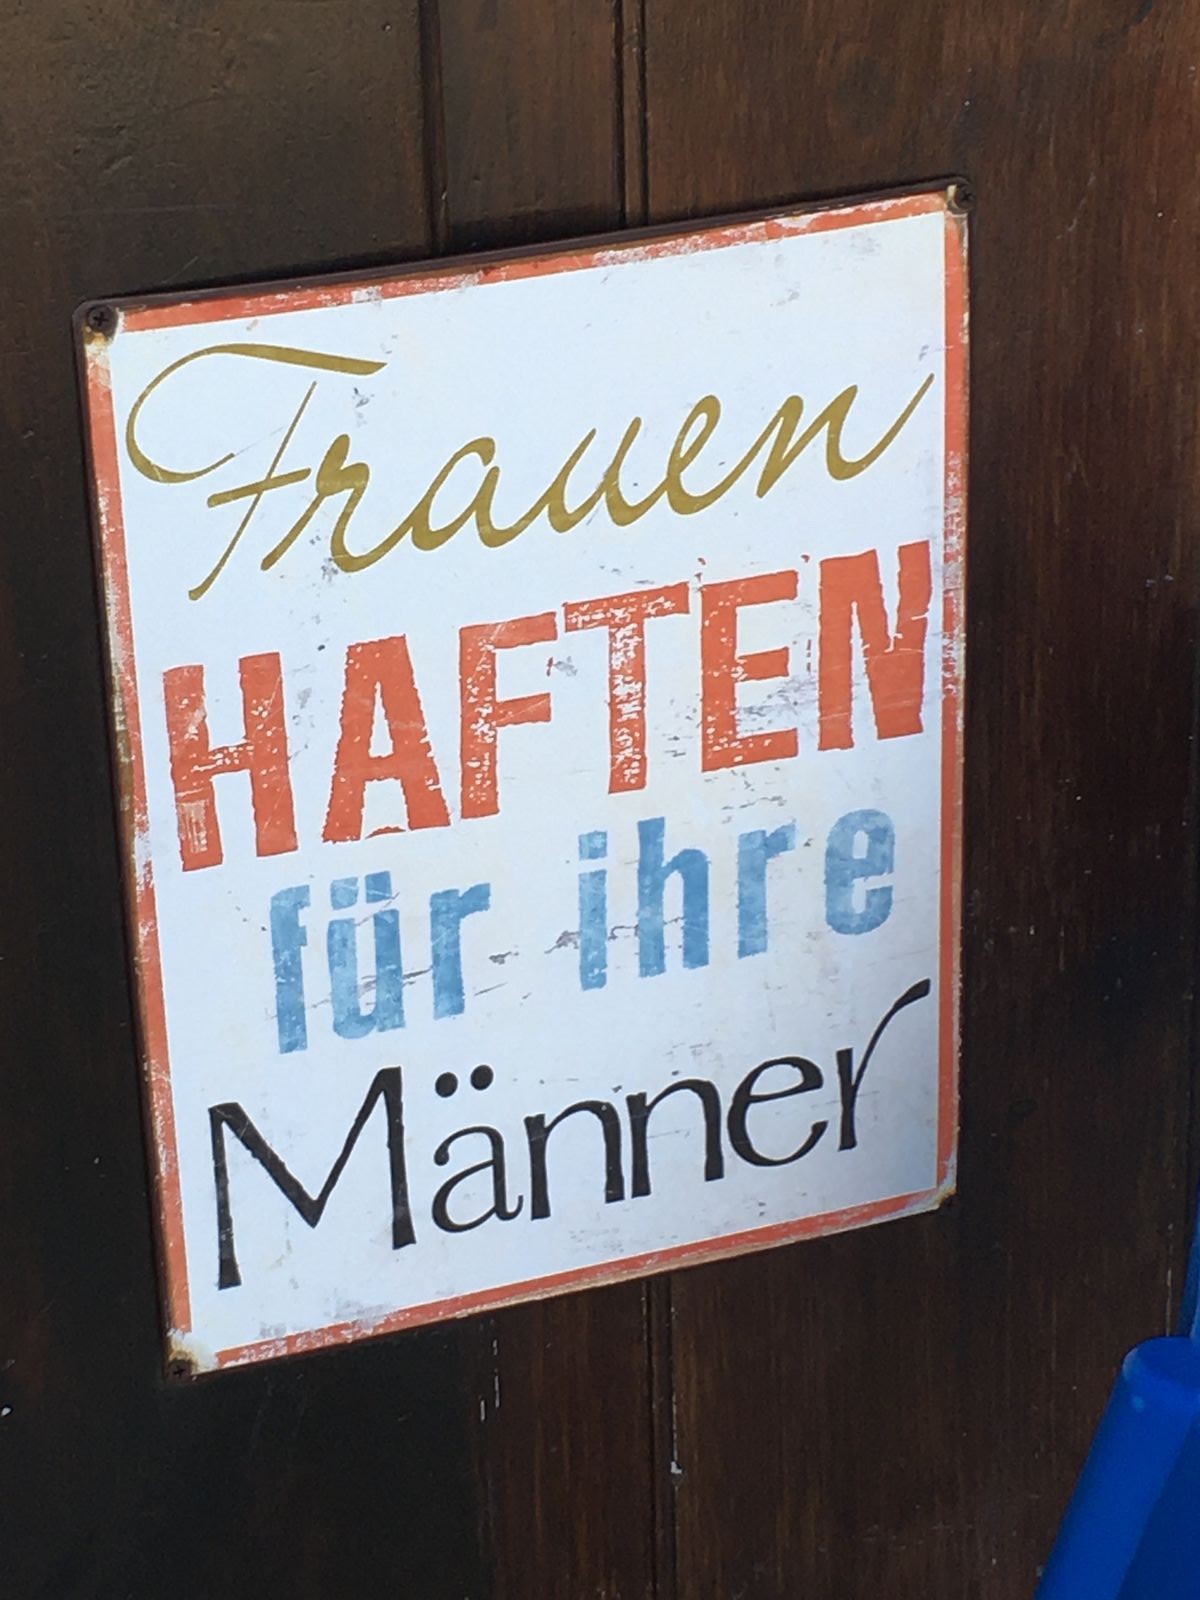 Frauen
HAFTEN
für ihre
Männer